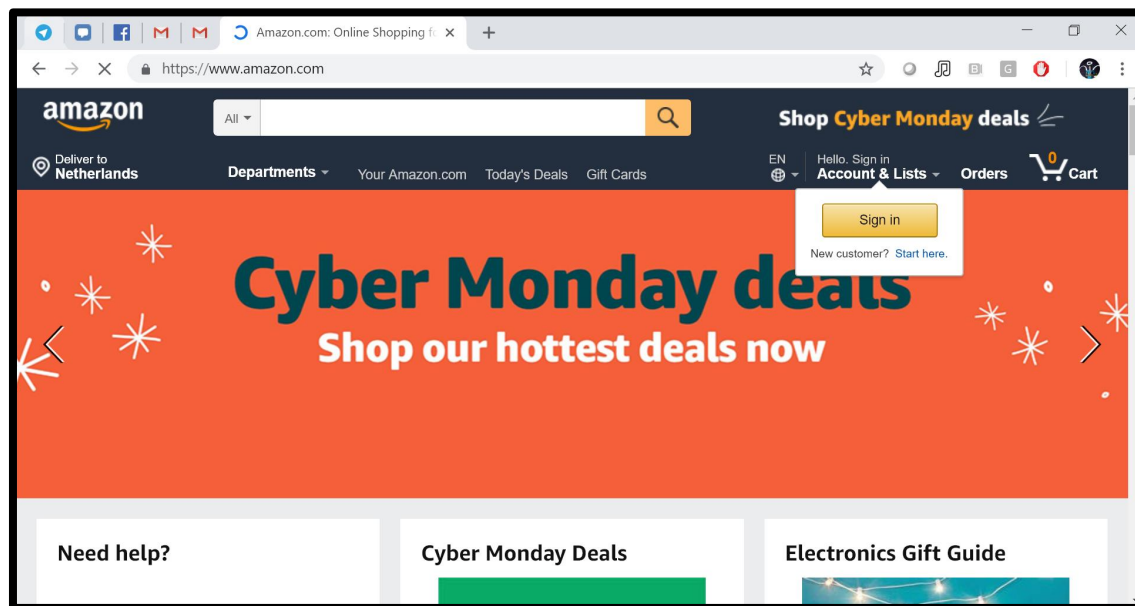 Amazon.com: Online Shopping fo
https://www.amazon.com
amazon
All
Shop Cyber Monday deals
Deliver to
Netherlands
Departments
Your Amazon.com
Today's Deals
Gift Cards
EN
Hello. Sign in
Account & Lists
Orders
0
Cart
Sign in
New customer? Start here.
Cyber Monday deals
Shop our hottest deals now
Need help?
Cyber Monday Deals
Electronics Gift Guide